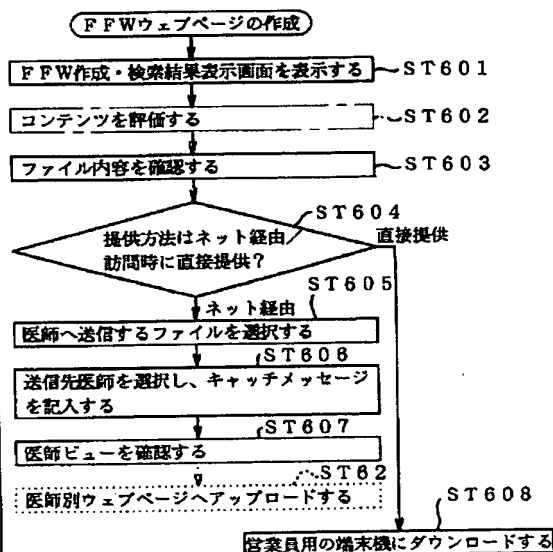 FFWウェブページの作成
FFW作成・検索結果表示画面を表示する
ST601
コンテンツを評価する
ST602
ファイル内容を確認する
ST603
ST604
提供方法はネット経由
訪問時に直接提供?
直接提供
ネット経由
ST605
医師へ送信するファイルを選択する
ST606
送信先医師を選択し、キャッチメッセージ
を記入する
ST607
医師ビューを確認する
ST62
医師別ウェブページへアップロードする
ST608
営業員用の端末機にダウンロードする